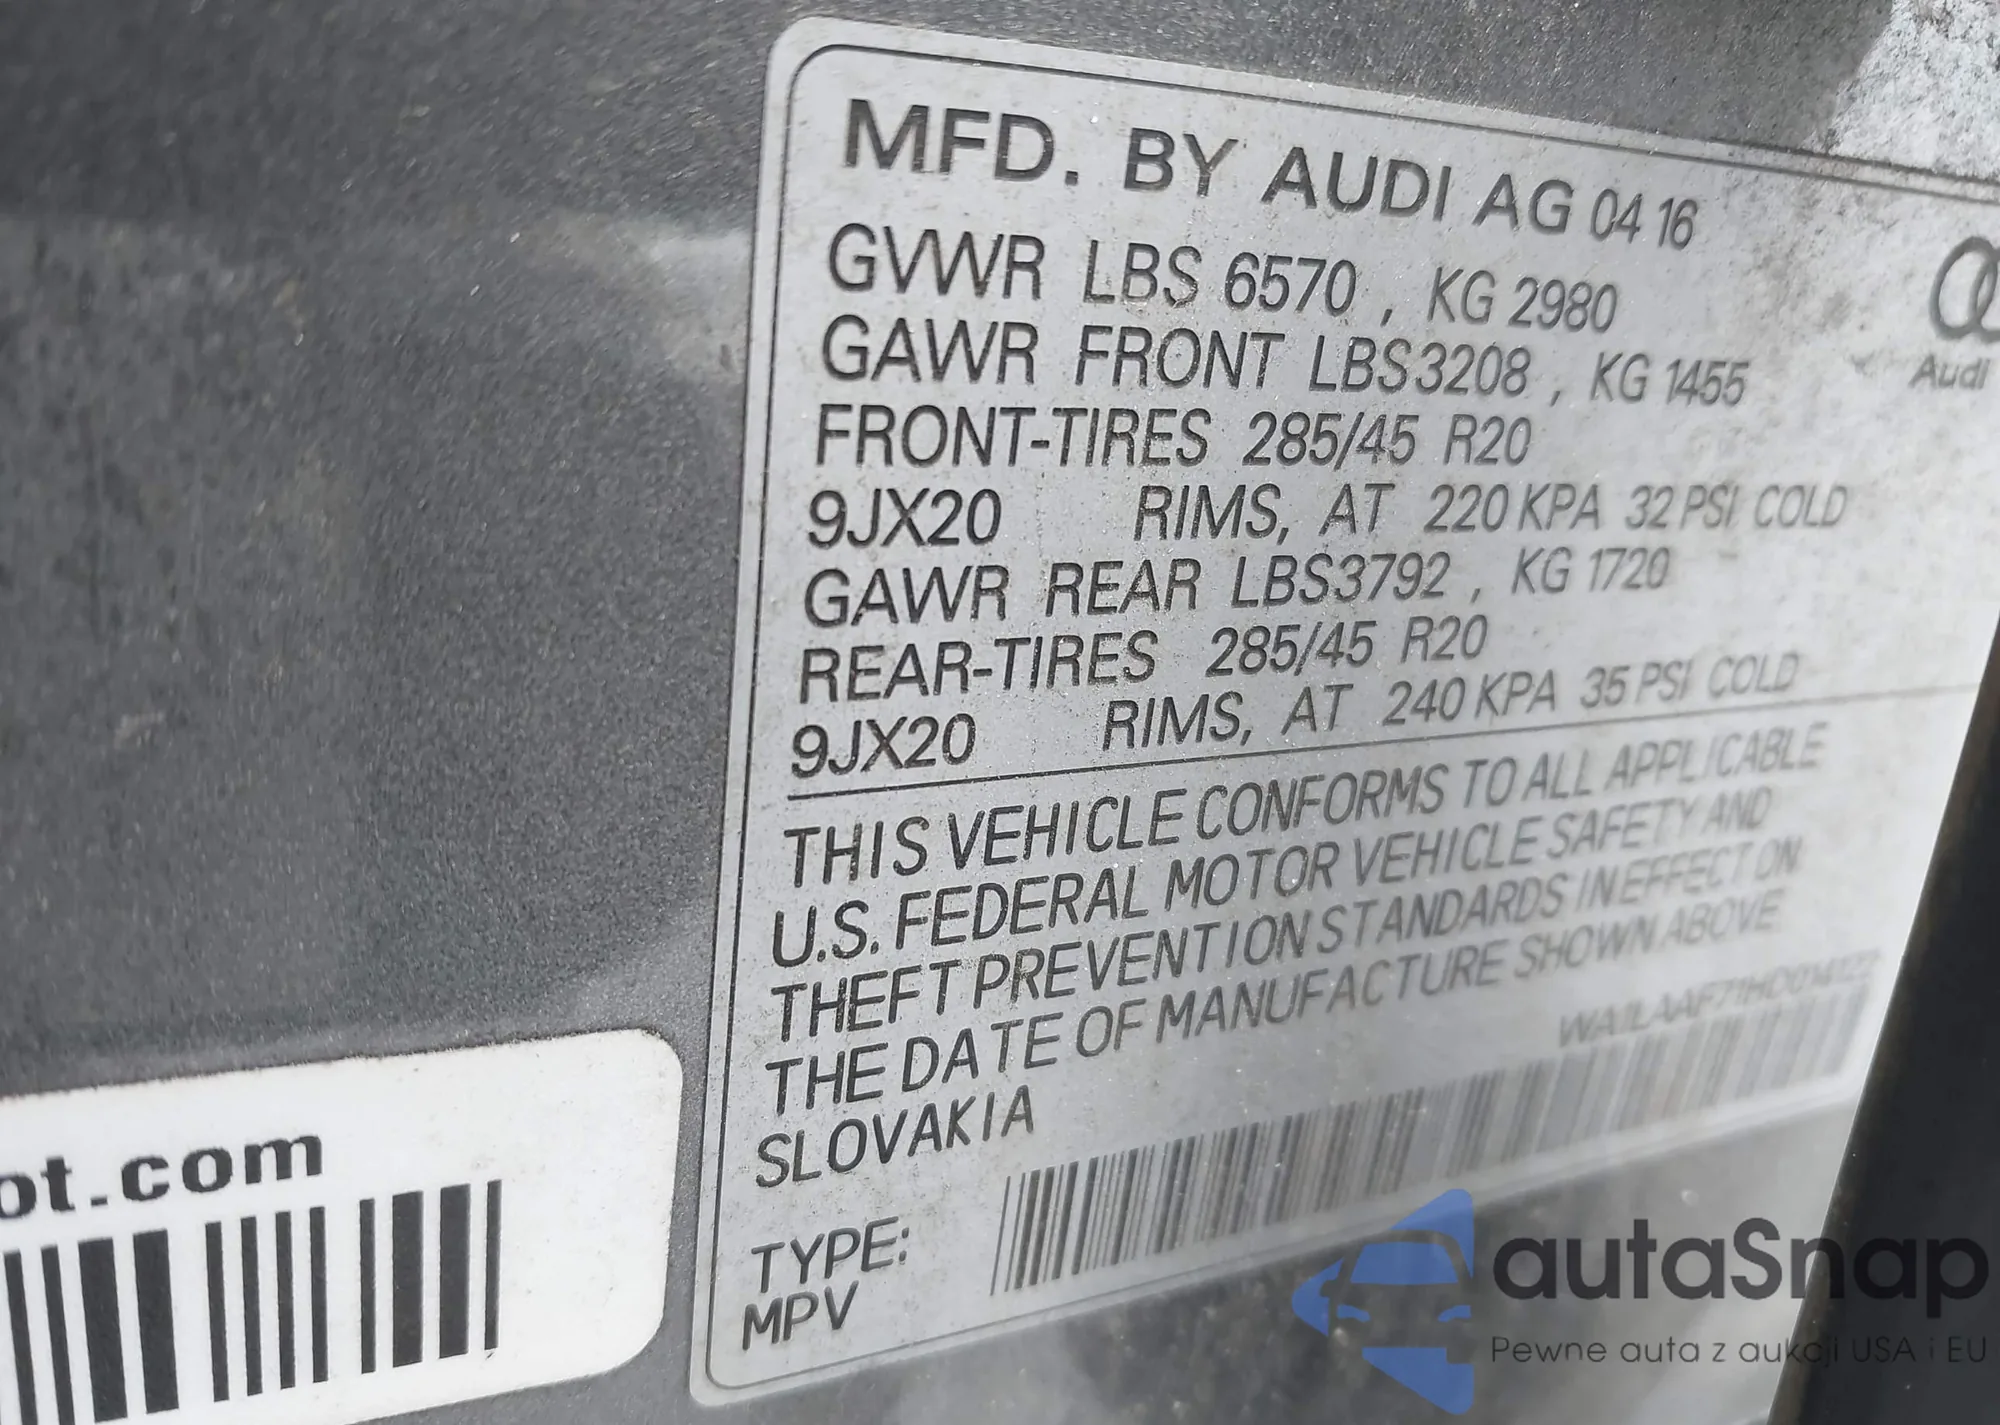 MFD. BY AUDI AG 04 16
GVWR LBS 6570 , KG 2980
GAWR FRONT LBS3208 , KG 1455
FRONT-TIRES 285/45 R20
9JX20 RIMS, AT 220 KPA 32 PSI COLD
GAWR REAR LBS3792 , KG 1720
REAR-TIRES 285/45 R20
9JX20 RIMS, AT 240 KPA 35 PSI COLD
Audi
THIS VEHICLE CONFORMS TO ALL APPLICABLE
U.S. FEDERAL MOTOR VEHICLE SAFETY AND
THEFT PREVENTION STANDARDS IN EFFECT ON
THE DATE OF MANUFACTURE SHOWN ABOVE
SLOVAKIA
TYPE:
MPV
ot.com
autaSnap
Pewne auta z aukcji USA i EU